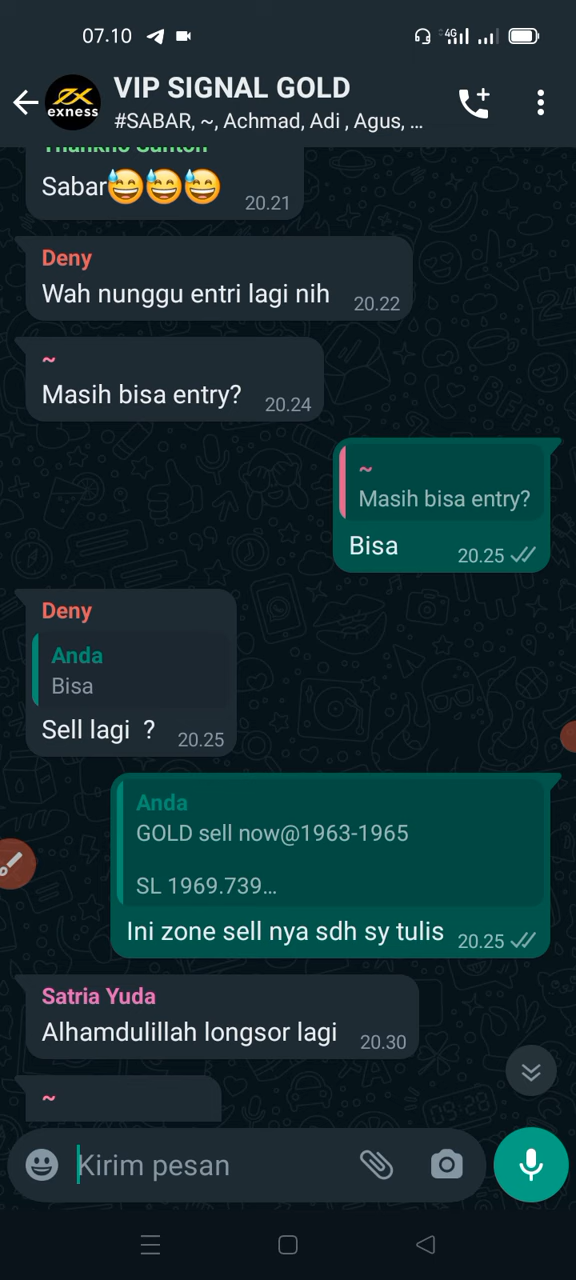 07.10
4G
VIP SIGNAL GOLD
exness
#SABAR, ~, Achmad, Adi , Agus, ...
Thankho Santon
Sabar😅😅😅
20.21
Deny
Wah nunggu entri lagi nih
20.22
~
Masih bisa entry?
20.24
~
Masih bisa entry?
Bisa
20.25
Deny
Anda
Bisa
Sell lagi ?
20.25
Anda
GOLD sell now@1963-1965
SL 1969.739...
Ini zone sell nya sdh sy tulis
20.25
Satria Yuda
Alhamdulillah longsor lagi
20.30
~
Kirim pesan